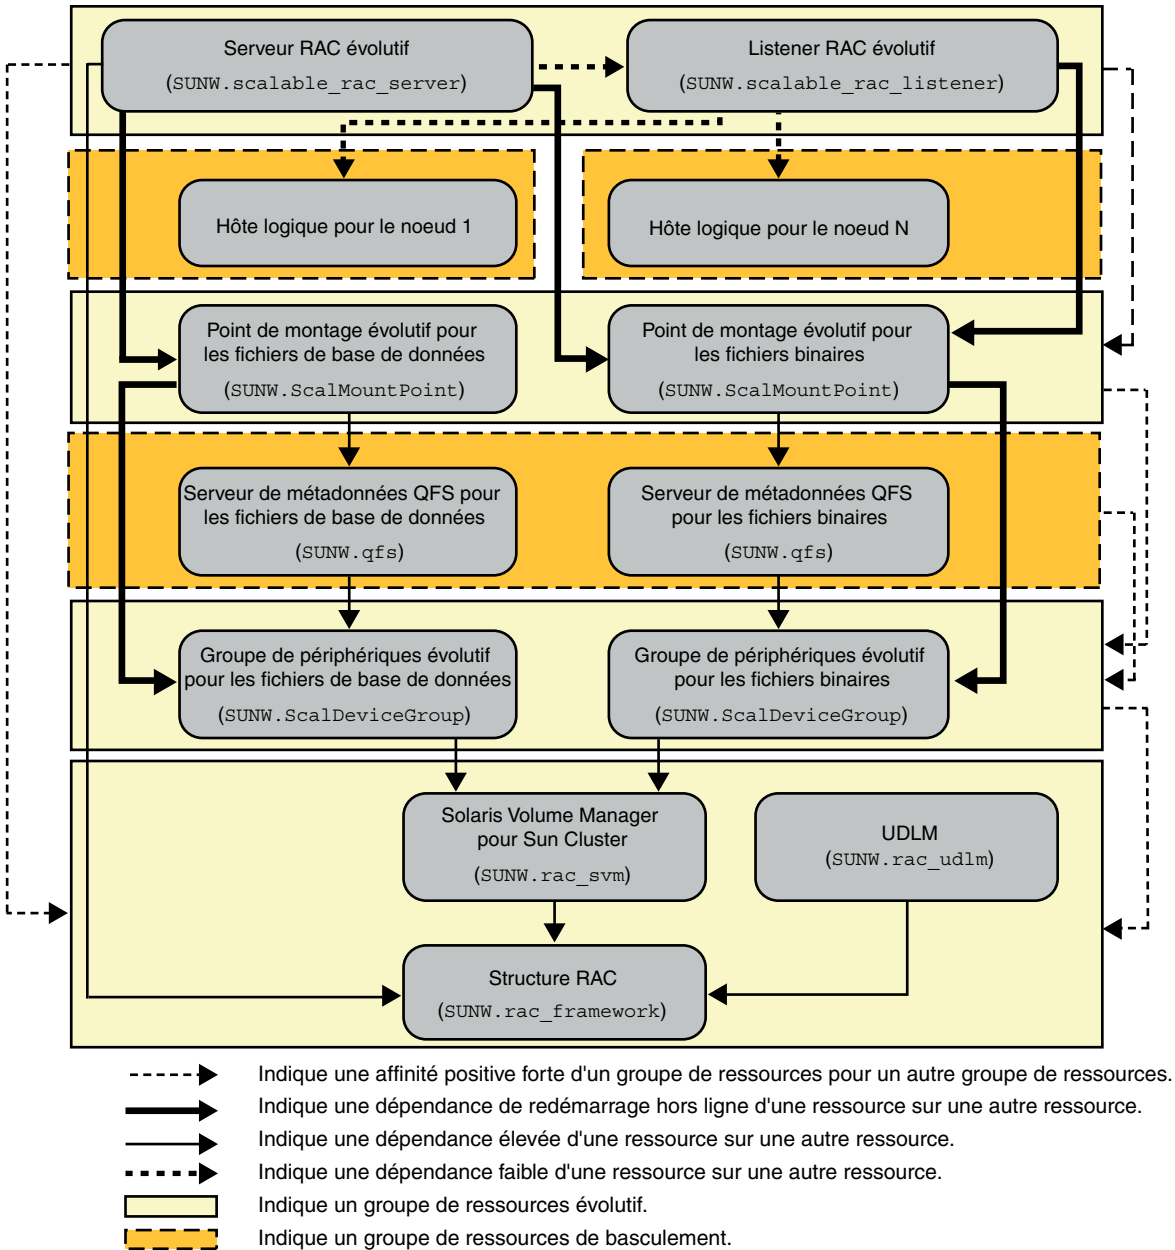 Serveur RAC évolutif
(SUNW.scalable_rac_server)
Listener RAC évolutif
(SUNW.scalable_rac_listener)
Hôte logique pour le noeud 1
Hôte logique pour le noeud N
Point de montage évolutif pour
les fichiers de base de données
(SUNW.ScalMountPoint)
Point de montage évolutif pour
les fichiers binaires
(SUNW.ScalMountPoint)
Serveur de métadonnées QFS pour
les fichiers de base de données
(SUNW.qfs)
Serveur de métadonnées QFS
pour les fichiers binaires
(SUNW.qfs)
Groupe de périphériques évolutif
pour les fichiers de base de données
(SUNW.ScalDeviceGroup)
Groupe de périphériques évolutif
pour les fichiers binaires
(SUNW.ScalDeviceGroup)
Solaris Volume Manager
pour Sun Cluster
(SUNW.rac_svm)
UDLM
(SUNW.rac_udlm)
Structure RAC
(SUNW.rac_framework)
Indique une affinité positive forte d'un groupe de ressources pour un autre groupe de ressources.
Indique une dépendance de redémarrage hors ligne d'une ressource sur une autre ressource.
Indique une dépendance élevée d'une ressource sur une autre ressource.
Indique une dépendance faible d'une ressource sur une autre ressource.
Indique un groupe de ressources évolutif.
Indique un groupe de ressources de basculement.